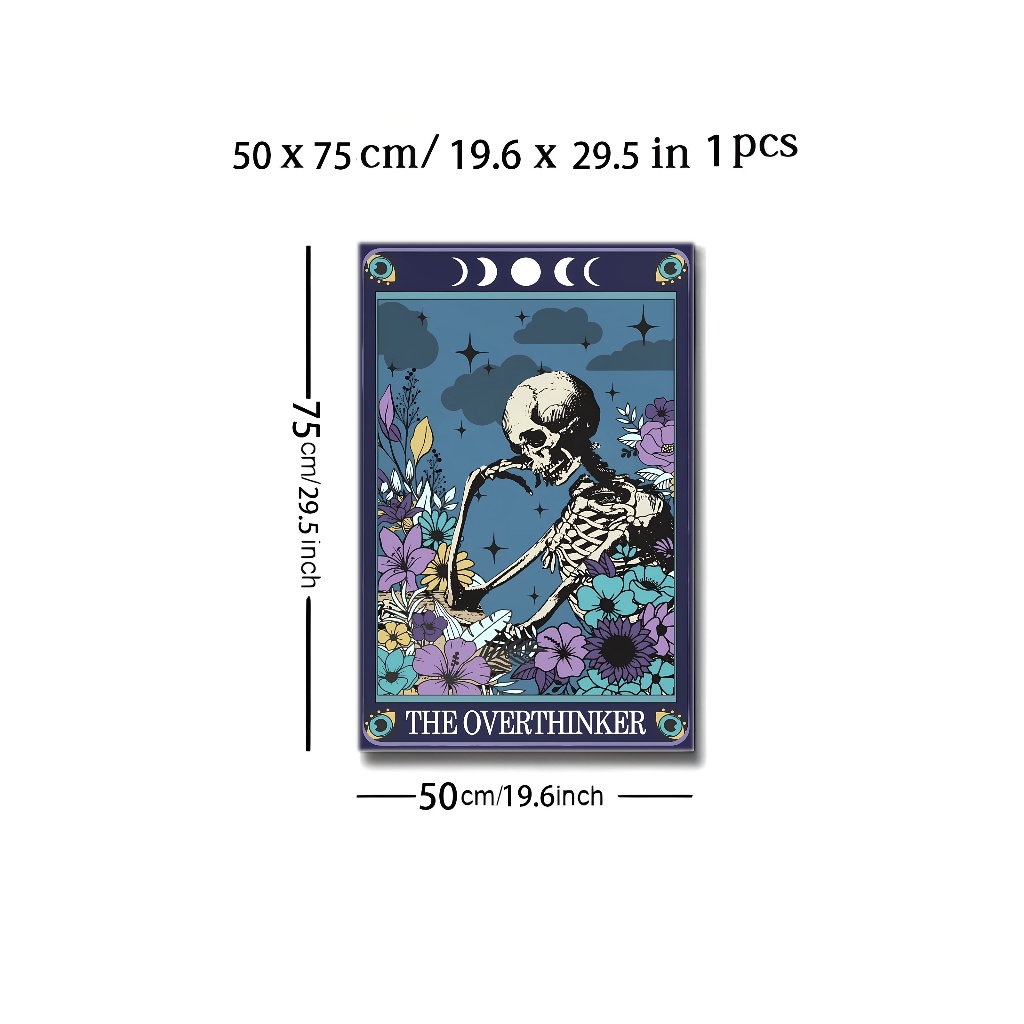 50 x 75 cm/ 19.6 x 29.5 in 1 pcs
75cm/29.5 inch
THE OVERTHINKER
50cm/19.6inch